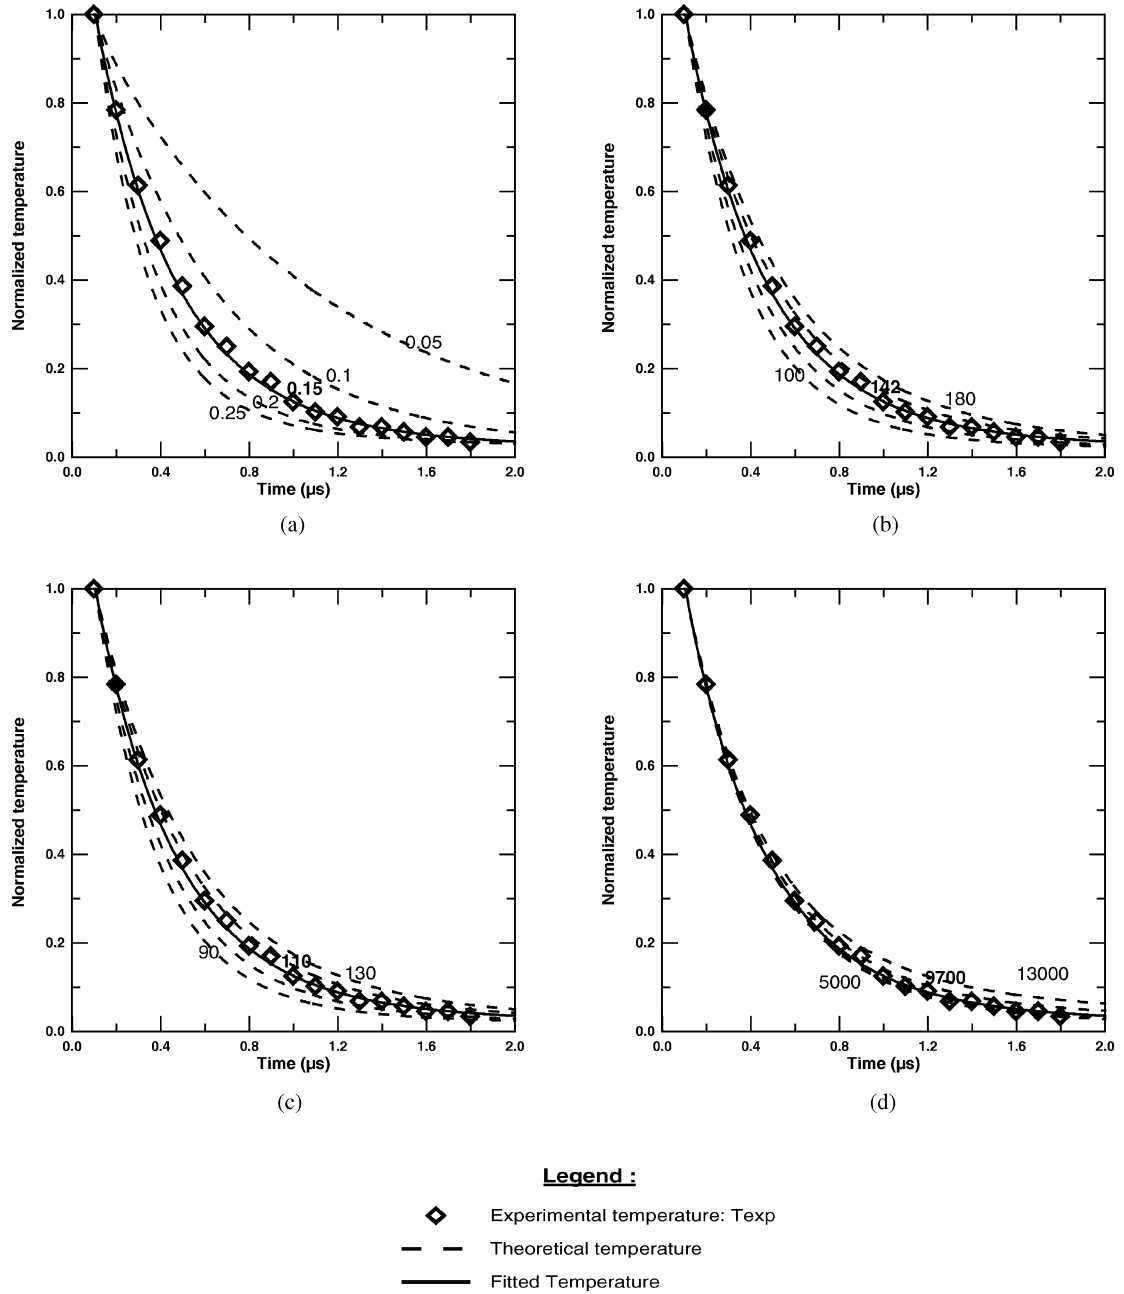 1.0
0.8
0.6
0.4
0.2
0.0
Normalized temperature
0.05
0.1
0.15
0.2
0.25
0.0 0.4 0.8 1.2 1.6 2.0
Time (µs)
(a)
1.0
0.8
0.6
0.4
0.2
0.0
Normalized temperature
100
142
180
0.0 0.4 0.8 1.2 1.6 2.0
Time (µs)
(b)
1.0
0.8
0.6
0.4
0.2
0.0
Normalized temperature
90
110
130
0.0 0.4 0.8 1.2 1.6 2.0
Time (µs)
(c)
1.0
0.8
0.6
0.4
0.2
0.0
Normalized temperature
5000
9700
13000
0.0 0.4 0.8 1.2 1.6 2.0
Time (µs)
(d)
Legend :
Experimental temperature: Texp
Theoretical temperature
Fitted Temperature